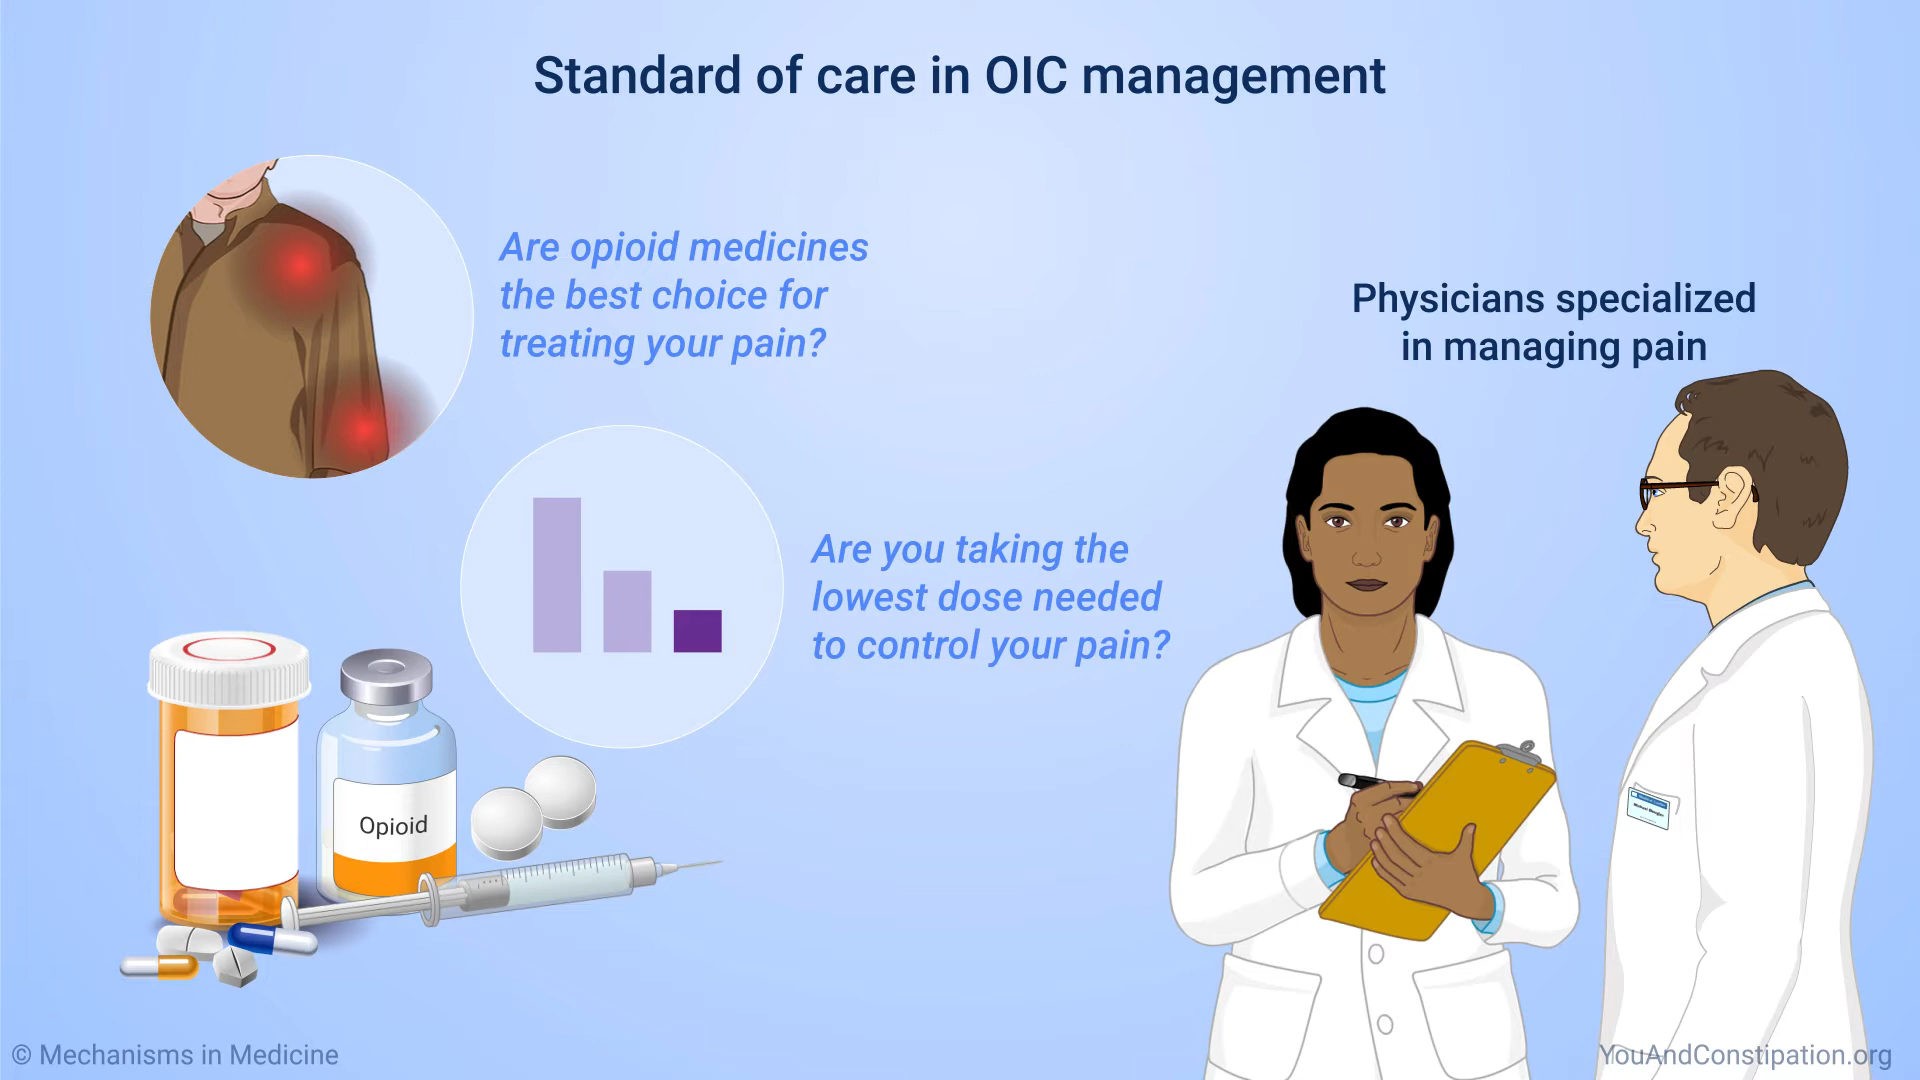 Standard of care in OIC management
Are opioid medicines
the best choice for
treating your pain?
Physicians specialized
in managing pain
Are you taking the
lowest dose needed
to control your pain?
Opioid
© Mechanisms in Medicine
YouAndConstipation.org